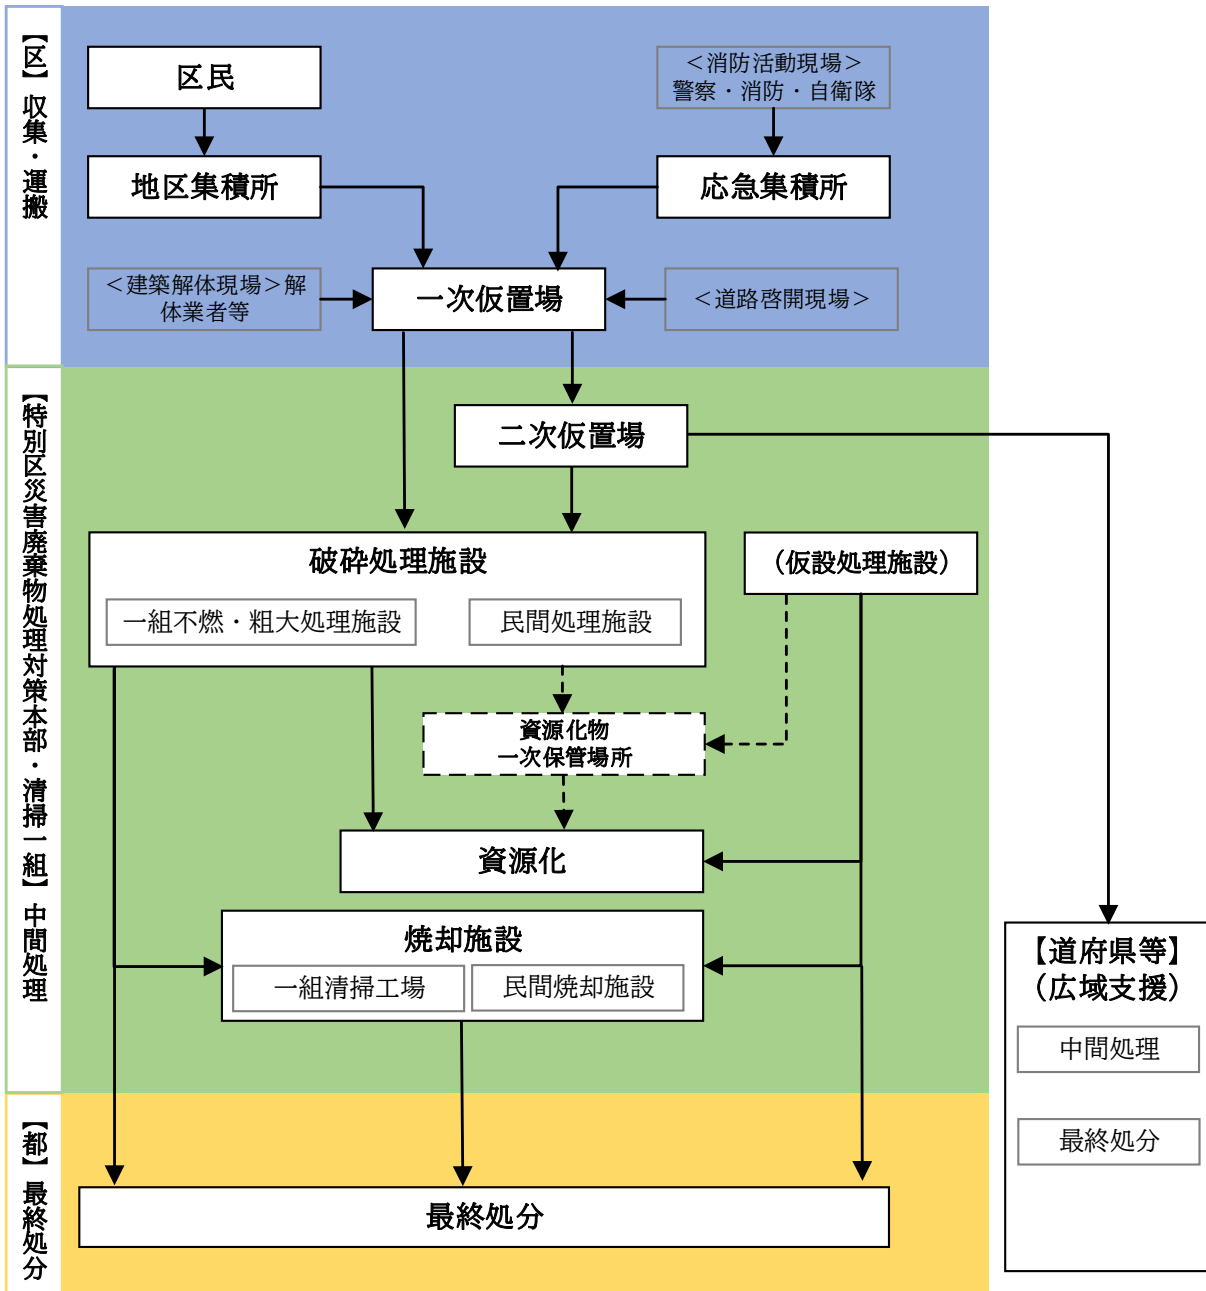 【区】収集・運搬
区民
＜消防活動現場＞
警察・消防・自衛隊
地区集積所
応急集積所
＜建築解体現場＞解
体業者等
一次仮置場
＜道路啓開現場＞
【特別区災害廃棄物処理対策本部・清掃一組】中間処理
二次仮置場
破砕処理施設
一組不燃・粗大処理施設
民間処理施設
（仮設処理施設）
資源化物
一次保管場所
資源化
焼却施設
一組清掃工場
民間焼却施設
【道府県等】
（広域支援）
中間処理
最終処分
【都】最終処分
最終処分